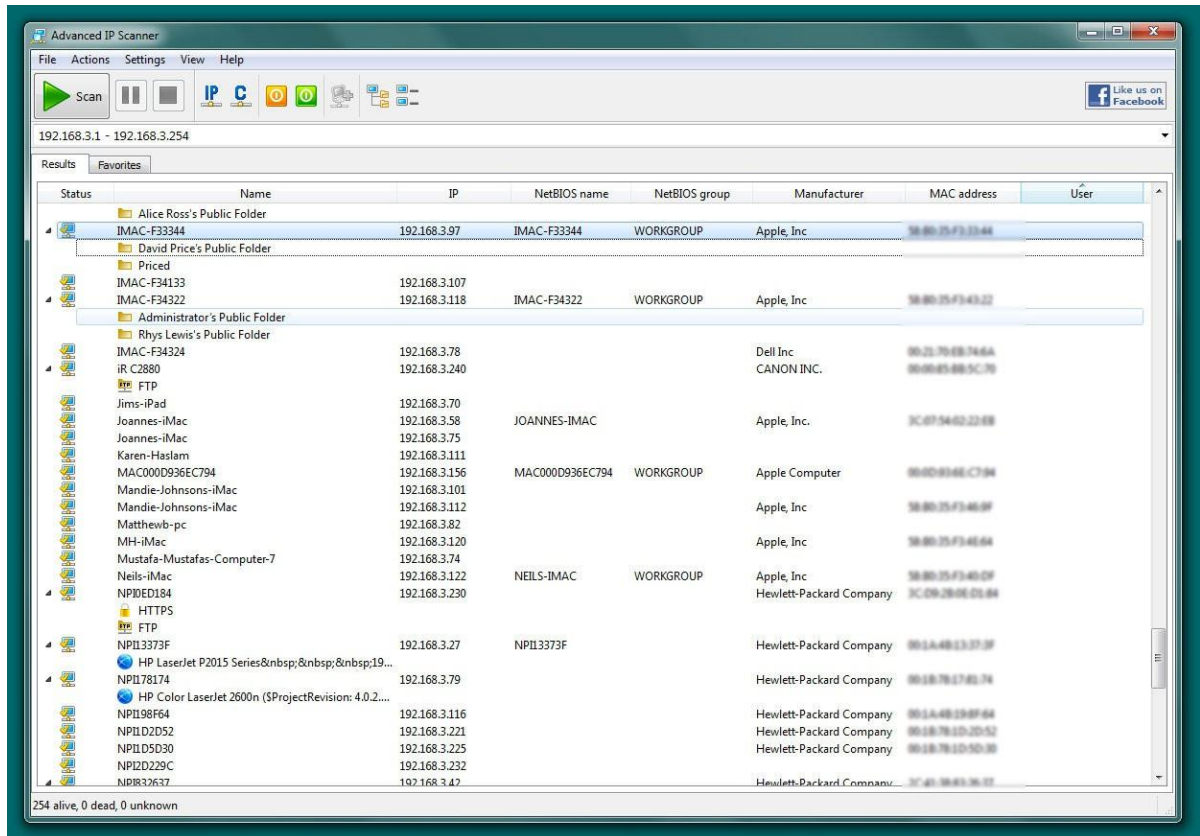 Advanced IP Scanner
File Actions Settings View Help
Scan IP C Like us on
Facebook
192.168.3.1 - 192.168.3.254
Results Favorites
Status Name IP NetBIOS name NetBIOS group Manufacturer MAC address User
Alice Ross's Public Folder
IMAC-F33344 192.168.3.97 IMAC-F33344 WORKGROUP Apple, Inc
David Price's Public Folder
Priced
IMAC-F34133 192.168.3.107
IMAC-F34322 192.168.3.118 IMAC-F34322 WORKGROUP Apple, Inc
Administrator's Public Folder
Rhys Lewis's Public Folder
IMAC-F34324 192.168.3.78 Dell Inc
iR C2880 192.168.3.240 CANON INC.
FTP FTP
Jims-iPad 192.168.3.70
Joannes-iMac 192.168.3.58 JOANNES-IMAC Apple, Inc.
Joannes-iMac 192.168.3.75
Karen-Haslam 192.168.3.111
MAC000D936EC794 192.168.3.156 MAC000D936EC794 WORKGROUP Apple Computer
Mandie-Johnsons-iMac 192.168.3.101
Mandie-Johnsons-iMac 192.168.3.112 Apple, Inc
Matthewb-pc 192.168.3.82
MH-iMac 192.168.3.120 Apple, Inc
Mustafa-Mustafas-Computer-7 192.168.3.74
Neils-iMac 192.168.3.122 NEILS-IMAC WORKGROUP Apple, Inc
NPI0ED184 192.168.3.230 Hewlett-Packard Company
HTTPS
FTP FTP
NPI13373F 192.168.3.27 NPI13373F Hewlett-Packard Company
HP LaserJet P2015 Series&nbsp;&nbsp;&nbsp;19...
NPI178174 192.168.3.79 Hewlett-Packard Company
HP Color LaserJet 2600n ($ProjectRevision: 4.0.2....
NPI198F64 192.168.3.116 Hewlett-Packard Company
NPI1D2D52 192.168.3.221 Hewlett-Packard Company
NPI1D5D30 192.168.3.225 Hewlett-Packard Company
NPI2D229C 192.168.3.232
NPI832637 192.168.3.42 Hewlett-Packard Company
254 alive, 0 dead, 0 unknown